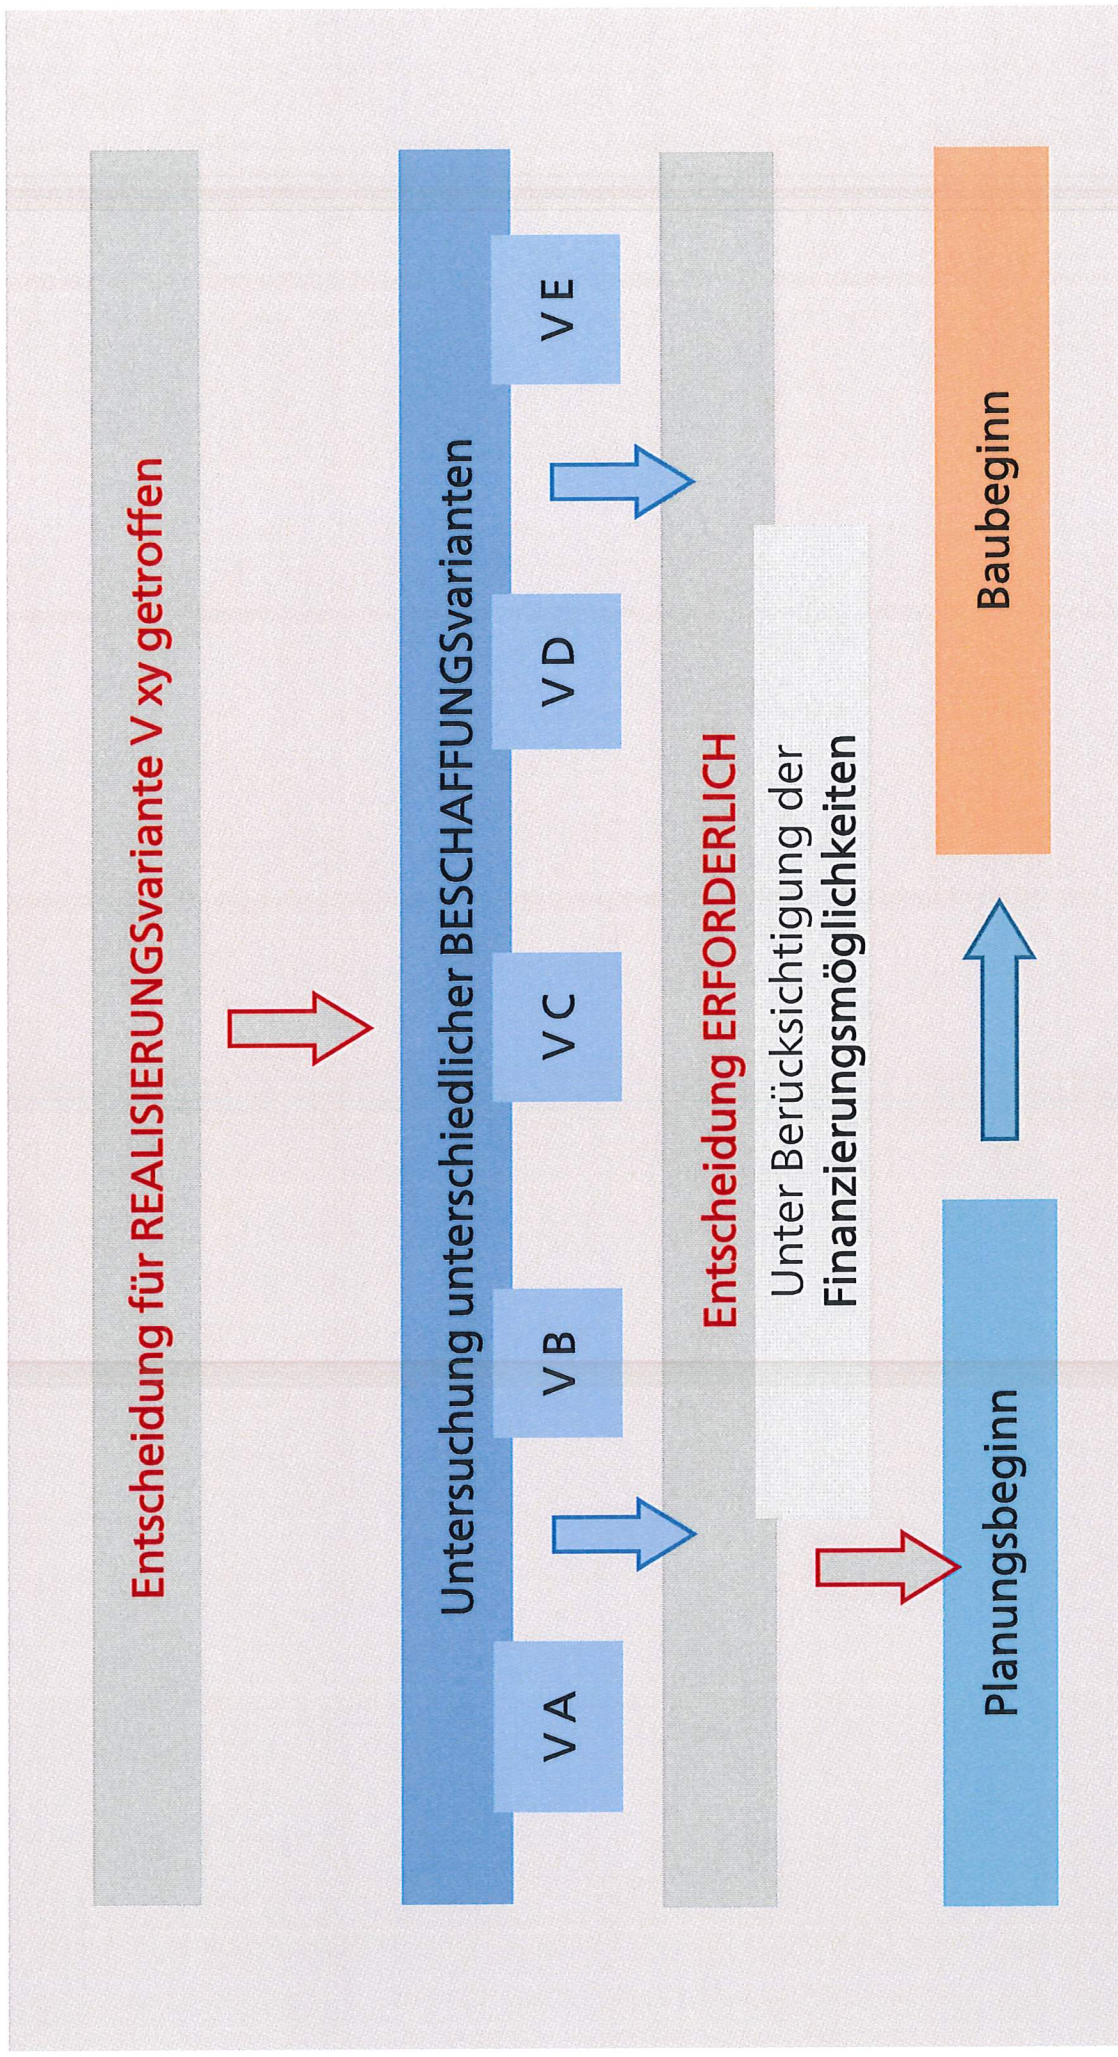 Entscheidung für REALISIERUNGSvariante V xy getroffen
Untersuchung unterschiedlicher BESCHAFFUNGSvarianten
V A
V B
V C
V D
V E
Entscheidung ERFORDERLICH
Unter Berücksichtigung der
Finanzierungsmöglichkeiten
Planungsbeginn
Baubeginn